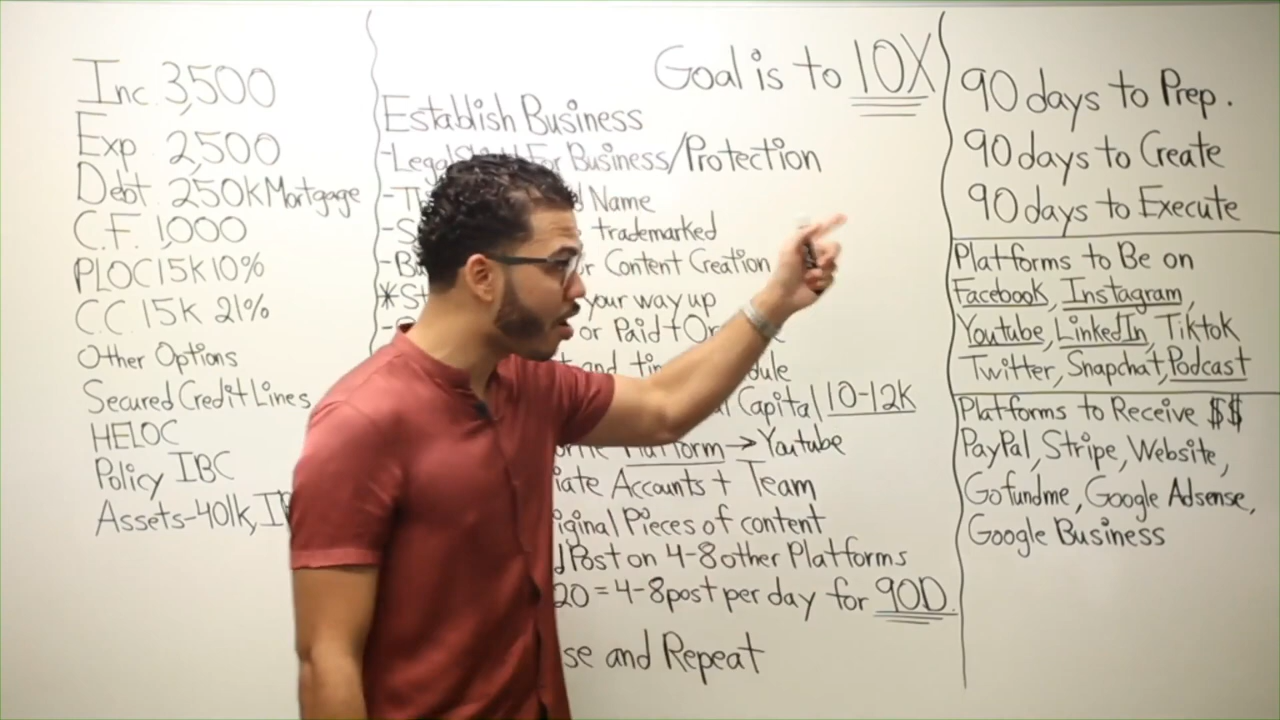 Inc. 3,500
Exp 2,500
Debt 250k Mortgage
C.F. 1,000
PLOC 15k 10%
C.C. 15K 21%
Other Options
Secured Credit Lines
HELOC
Policy IBC
Assets-401k,
Goal is to 10X
Establish Business
-Legal For Business/Protection
Name
trademarked
Content Creation
your way up
or Paid
and
Capital 10-12K
Platform → Youtube
Accounts + Team
Pieces of content
Post on 4-8 other Platforms
20 = 4-8 post per day for 90D.
and Repeat
90 days to Prep.
90 days to Create
90 days to Execute
Platforms to Be on
Facebook, Instagram,
Youtube, LinkedIn, TikTok
Twitter, Snapchat, Podcast
Platforms to Receive $$
PayPal, Stripe, Website,
Gofundme, Google Adsense,
Google Business